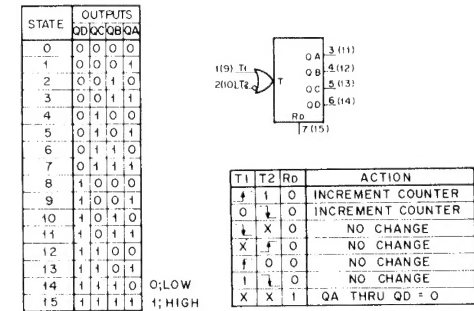 STATE OUTPUTS
QD QC QB QA
0 0 0 0 0
1 0 0 0 1
2 0 0 1 0
3 0 0 1 1
4 0 1 0 0
5 0 1 0 1
6 0 1 1 0
7 0 1 1 1
8 1 0 0 0
9 1 0 0 1
10 1 0 1 0
11 1 0 1 1
12 1 1 0 0
13 1 1 0 1
14 1 1 1 0
15 1 1 1 1
0;LOW
1;HIGH
1(9) T1
2(10) T2
T
QA 3 (11)
QB 4 (12)
QC 5 (13)
QD 6 (14)
RD
7 (15)
T1 T2 RD ACTION
↑ 1 0 INCREMENT COUNTER
0 ↓ 0 INCREMENT COUNTER
↓ X 0 NO CHANGE
X ↑ 0 NO CHANGE
↑ 0 0 NO CHANGE
1 ↓ 0 NO CHANGE
X X 1 QA THRU QD = 0